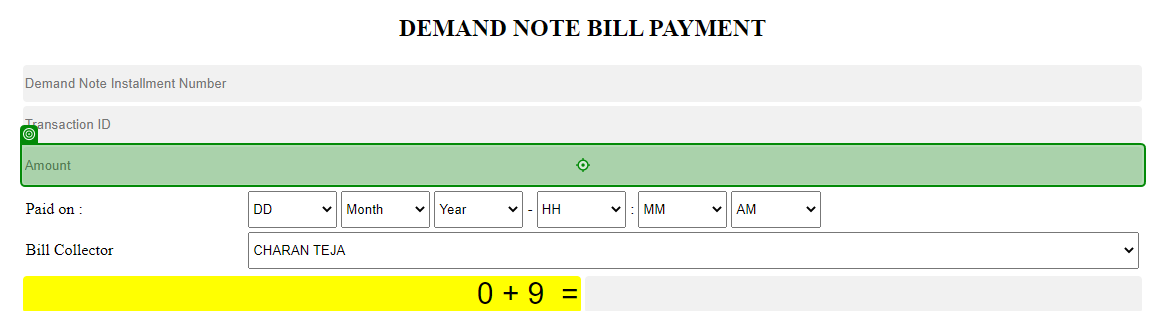 DEMAND NOTE BILL PAYMENT
Demand Note Installment Number
Transaction ID
Amount
Paid on : DD Month Year - HH : MM AM
Bill Collector CHARAN TEJA
0 + 9 =